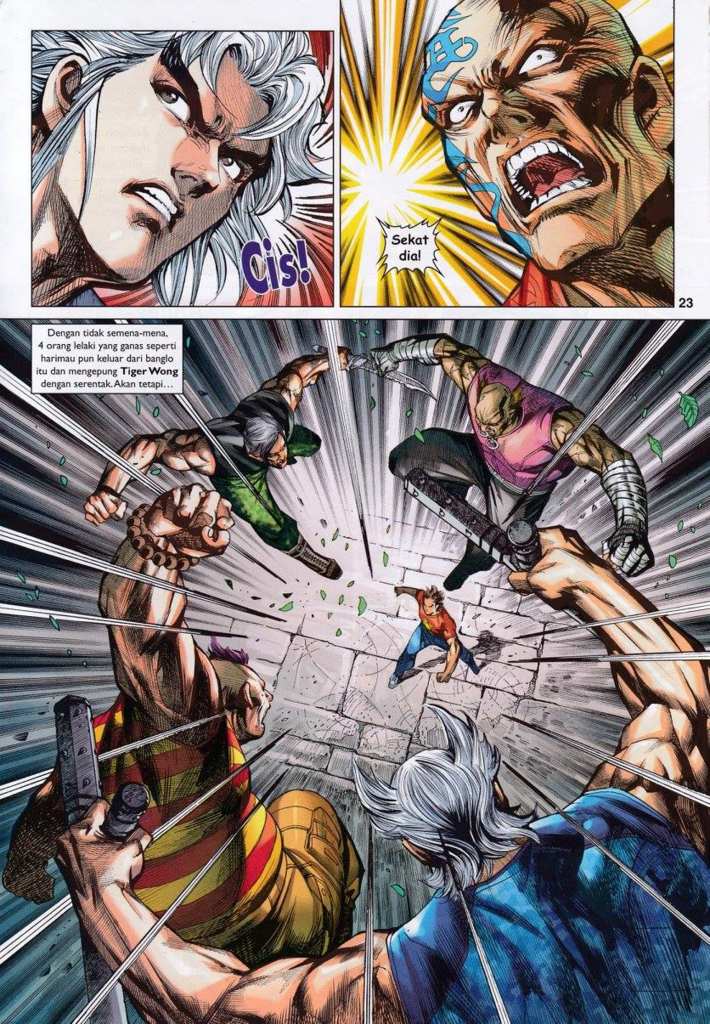 Cis!
Sekat
dia!
23
Dengan tidak semena-mena,
4 orang lelaki yang ganas seperti
harimau pun keluar dari banglo
itu dan mengepung Tiger Wong
dengan serentak. Akan tetapi...